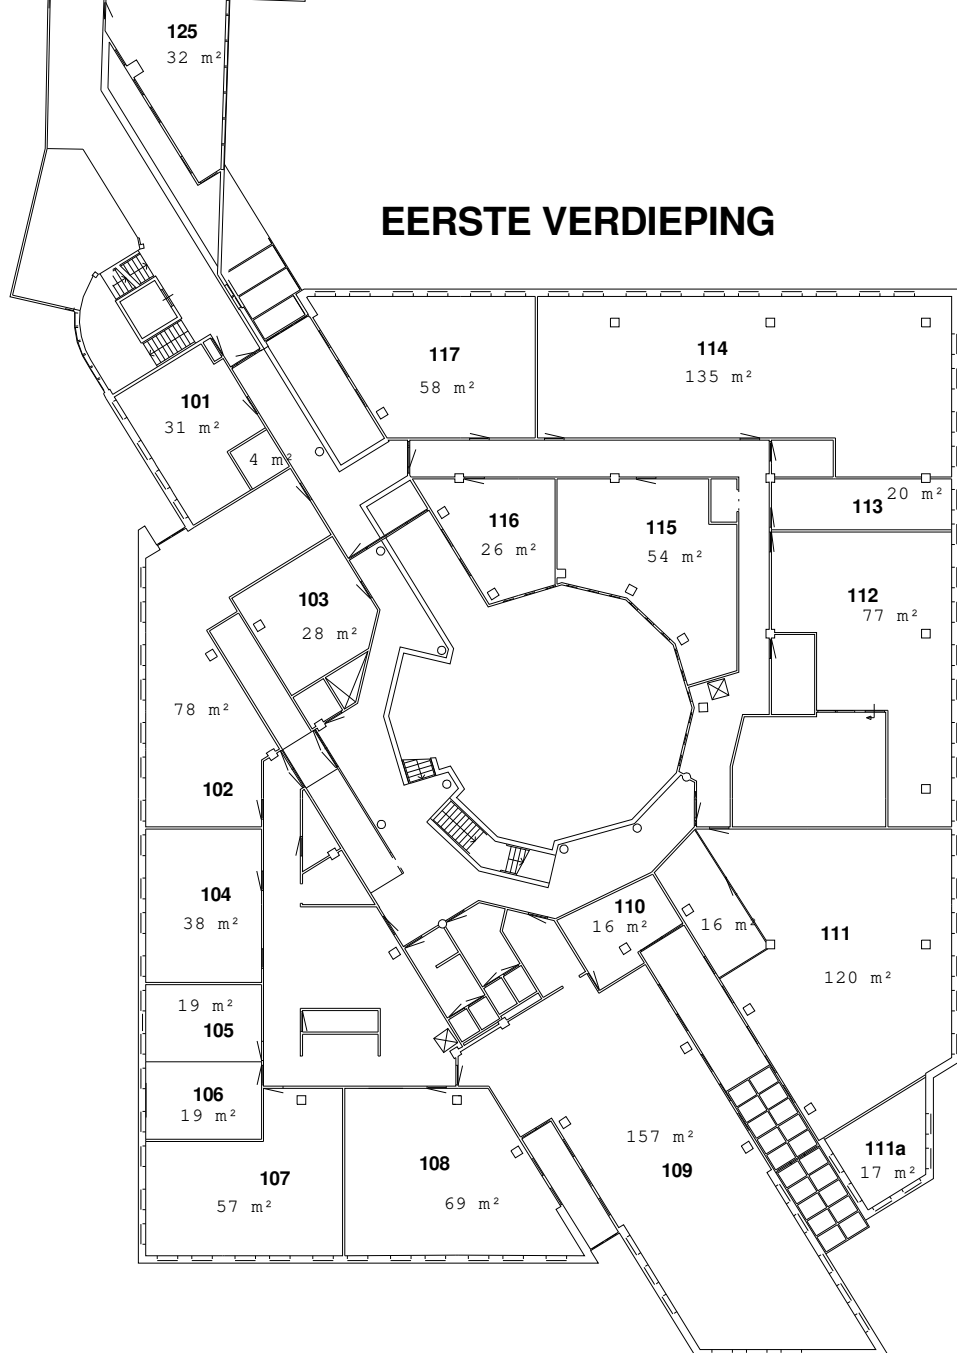 125
32 m²
EERSTE VERDIEPING
117
58 m²
114
135 m²
101
31 m²
4 m²
116
26 m²
115
54 m²
20 m²
113
103
28 m²
112
77 m²
78 m²
102
104
38 m²
110
16 m²
16 m²
111
120 m²
19 m²
105
106
19 m²
157 m²
109
108
69 m²
107
57 m²
111a
17 m²